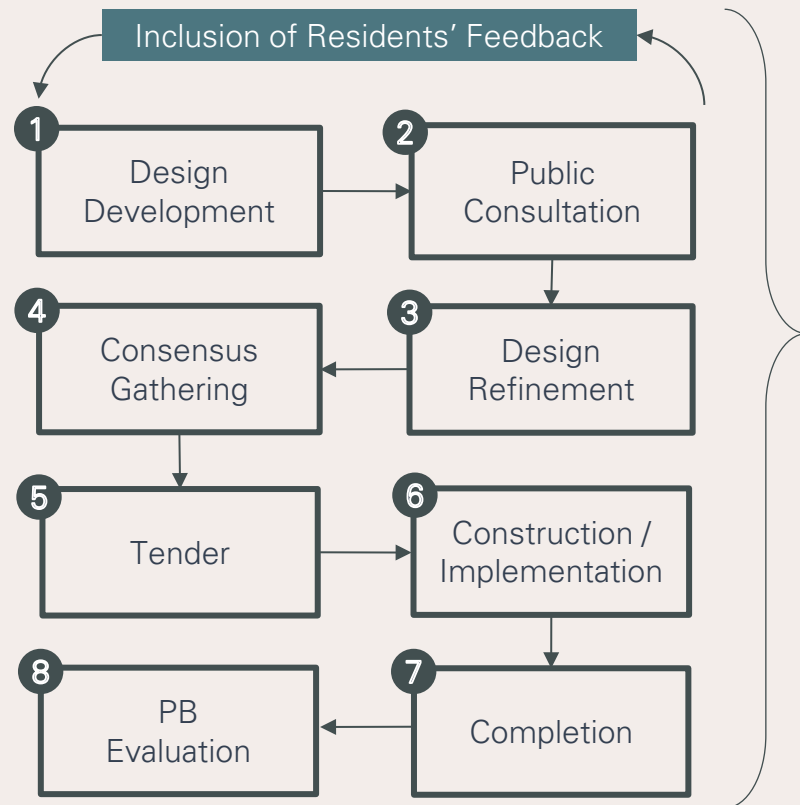 Inclusion of Residents’ Feedback
1
Design
Development
2
Public
Consultation
3
Design
Refinement
4
Consensus
Gathering
5
Tender
6
Construction /
Implementation
7
Completion
8
PB
Evaluation